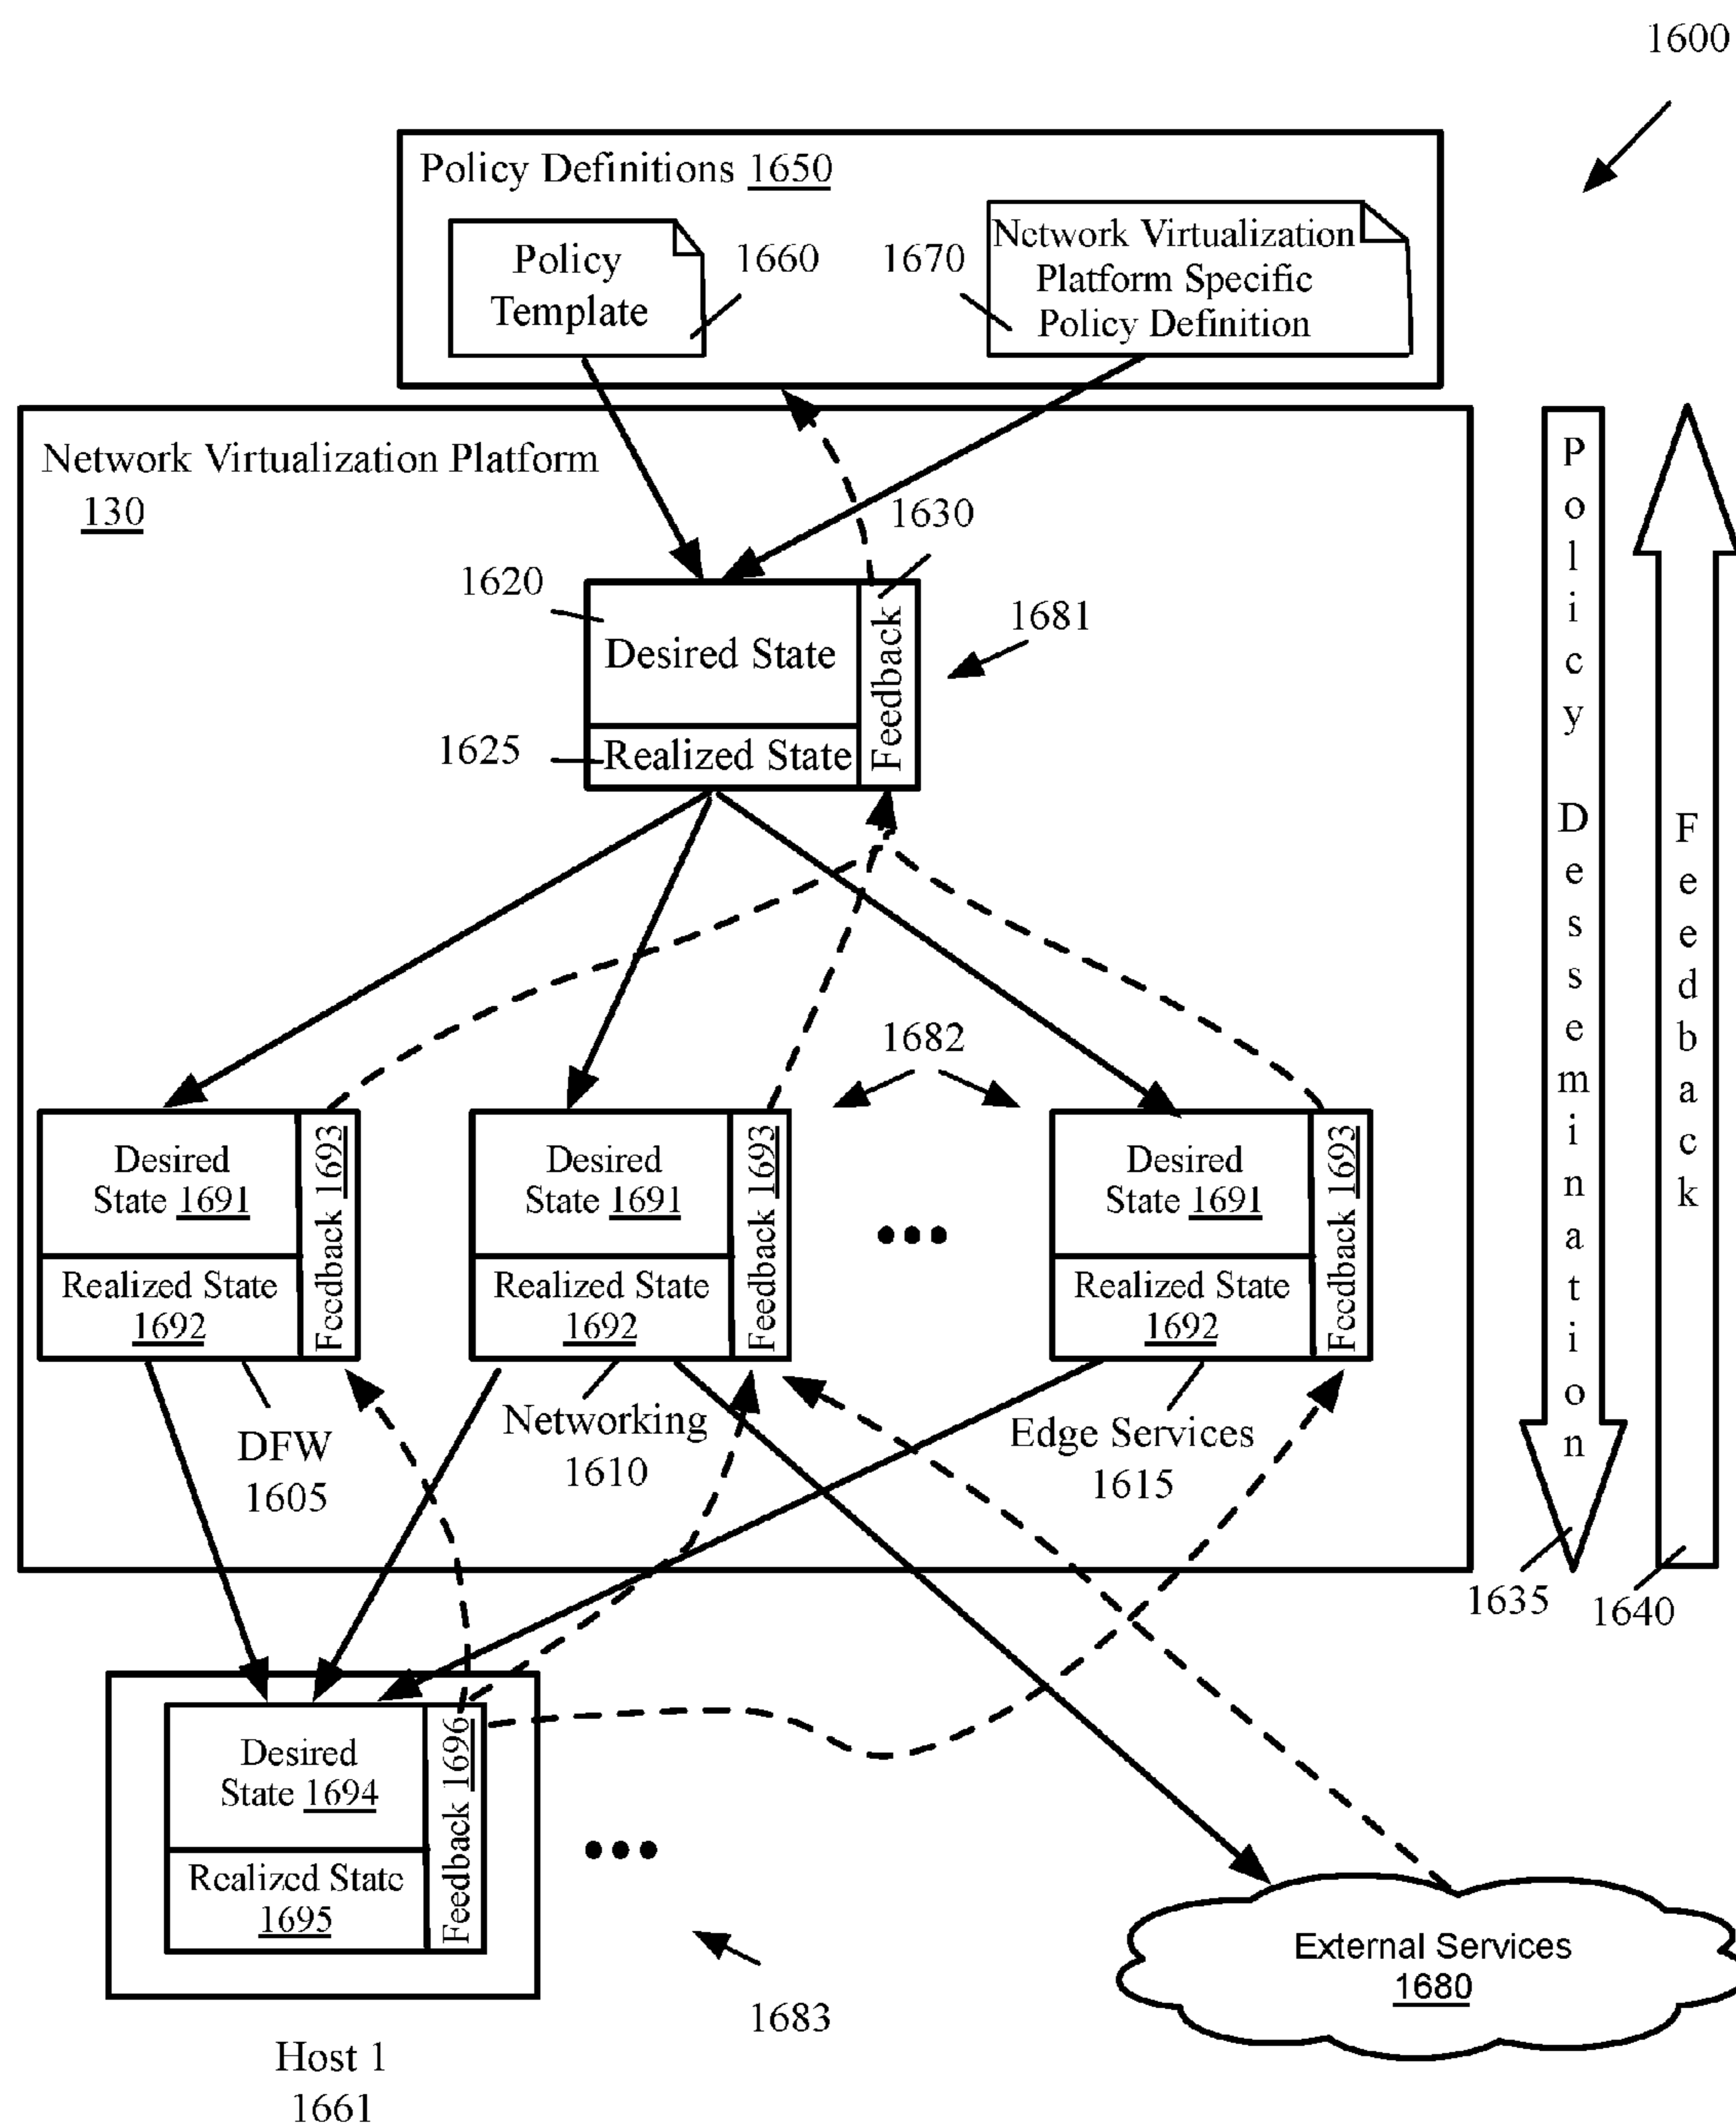 1600
Policy Definitions 1650
Policy
Template
1660
1670
Network Virtualization
Platform Specific
Policy Definition
Network Virtualization Platform
130
1630
1620
1681
Desired State
Feedback
1625
Realized State
Policy Dessemination
Feedback
1682
Desired
State 1691
Realized State
1692
Feedback 1693
Desired
State 1691
Realized State
1692
Feedback 1693
Desired
State 1691
Realized State
1692
Feedback 1693
DFW
1605
Networking
1610
Edge Services
1615
1635
1640
Desired
State 1694
Realized State
1695
Feedback 1696
External Services
1680
1683
Host 1
1661